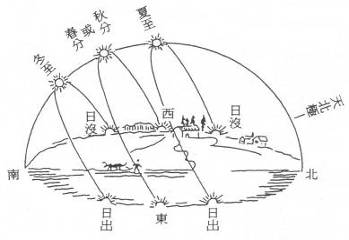 夏至
秋分
或
春分
冬至
天北極
西
日沒
日沒
南
北
日出
東
日出